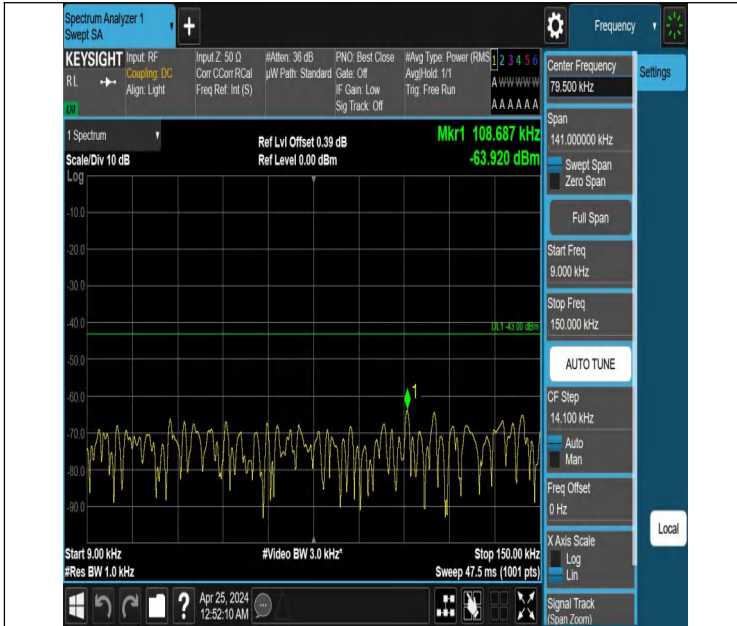 Spectrum Analyzer 1
Swept SA
+
Frequency
KEYSIGHT
RL
Input: RF
Coupling: DC
Align: Light
Input Z: 50 Ω
Corr CCorr RCal
Freq Ref: Int (S)
#Atten: 36 dB
µW Path: Standard
PNO: Best Close
Gate: Off
IF Gain: Low
Sig Track: Off
#Avg Type: Power (RMS
Avg|Hold: 1/1
Trig: Free Run
1 2 3 4 5 6
A W W W W W
A A A A A A
1 Spectrum
Scale/Div 10 dB
Log
Ref Lvl Offset 0.39 dB
Ref Level 0.00 dBm
Mkr1 108.687 kHz
-63.920 dBm
-10.0
-20.0
-30.0
-40.0
-50.0
-60.0
-70.0
-80.0
-90.0
DL1 -43.00 dBm
1
Start 9.00 kHz
#Res BW 1.0 kHz
#Video BW 3.0 kHz*
Stop 150.00 kHz
Sweep 47.5 ms (1001 pts)
Center Frequency
79.500 kHz
Span
141.000000 kHz
Swept Span
Zero Span
Full Span
Start Freq
9.000 kHz
Stop Freq
150.000 kHz
AUTO TUNE
CF Step
14.100 kHz
Auto
Man
Freq Offset
0 Hz
X Axis Scale
Log
Lin
Signal Track
(Span Zoom)
Settings
Local
?
Apr 25, 2024
12:52:10 AM